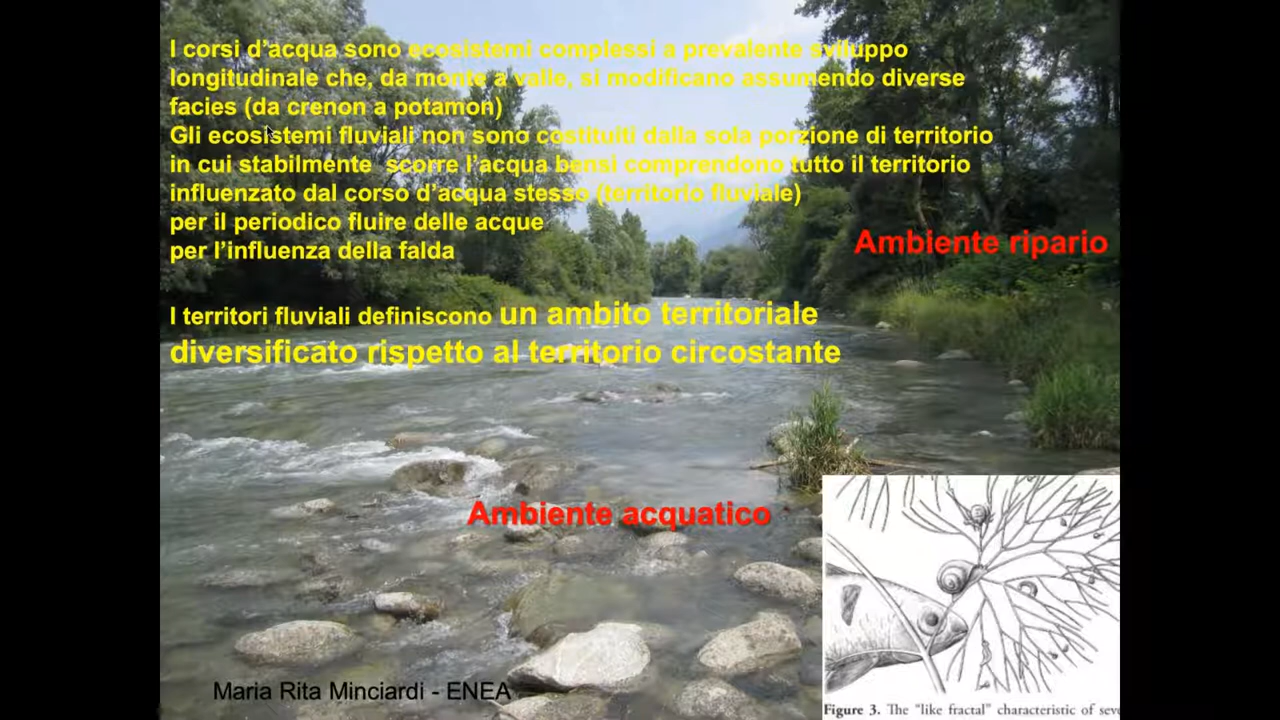 I corsi d'acqua sono ecosistemi complessi a prevalente sviluppo
longitudinale che, da monte a valle, si modificano assumendo diverse
facies (da crenon a potamon)
Gli ecosistemi fluviali non sono costituiti dalla sola porzione di territorio
in cui stabilmente scorre l'acqua bensì comprendono tutto il territorio
influenzato dal corso d'acqua stesso (territorio fluviale)
per il periodico fluire delle acque
per l'influenza della falda
Ambiente ripario
I territori fluviali definiscono un ambito territoriale
diversificato rispetto al territorio circostante
Ambiente acquatico
Maria Rita Minciardi - ENEA
Figure 3. The "like fractal" characteristic of